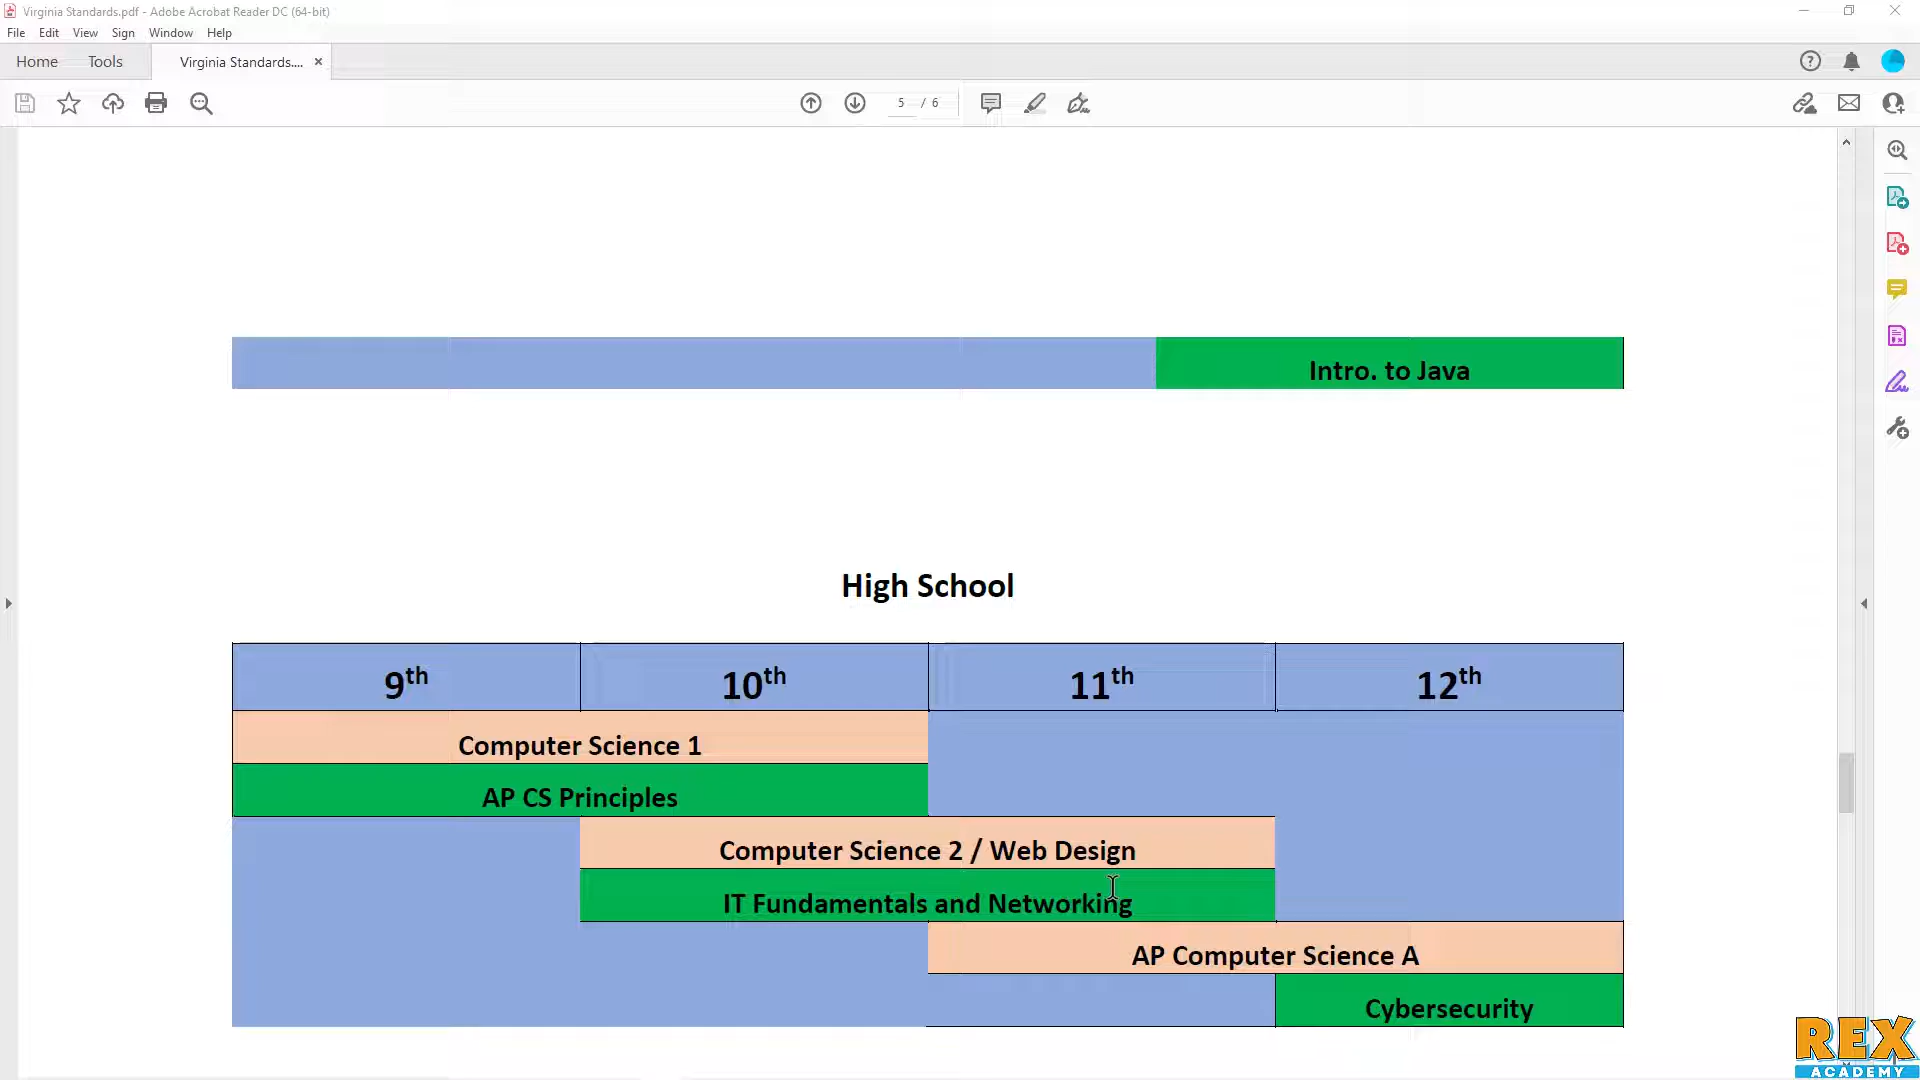 Virginia Standards.pdf - Adobe Acrobat Reader DC (64-bit)
File Edit View Sign Window Help
Home Tools Virginia Standards.... ×
5 / 6
Intro. to Java
High School
9th 10th 11th 12th
Computer Science 1
AP CS Principles
Computer Science 2 / Web Design
IT Fundamentals and Networking
AP Computer Science A
Cybersecurity
REX
ACADEMY